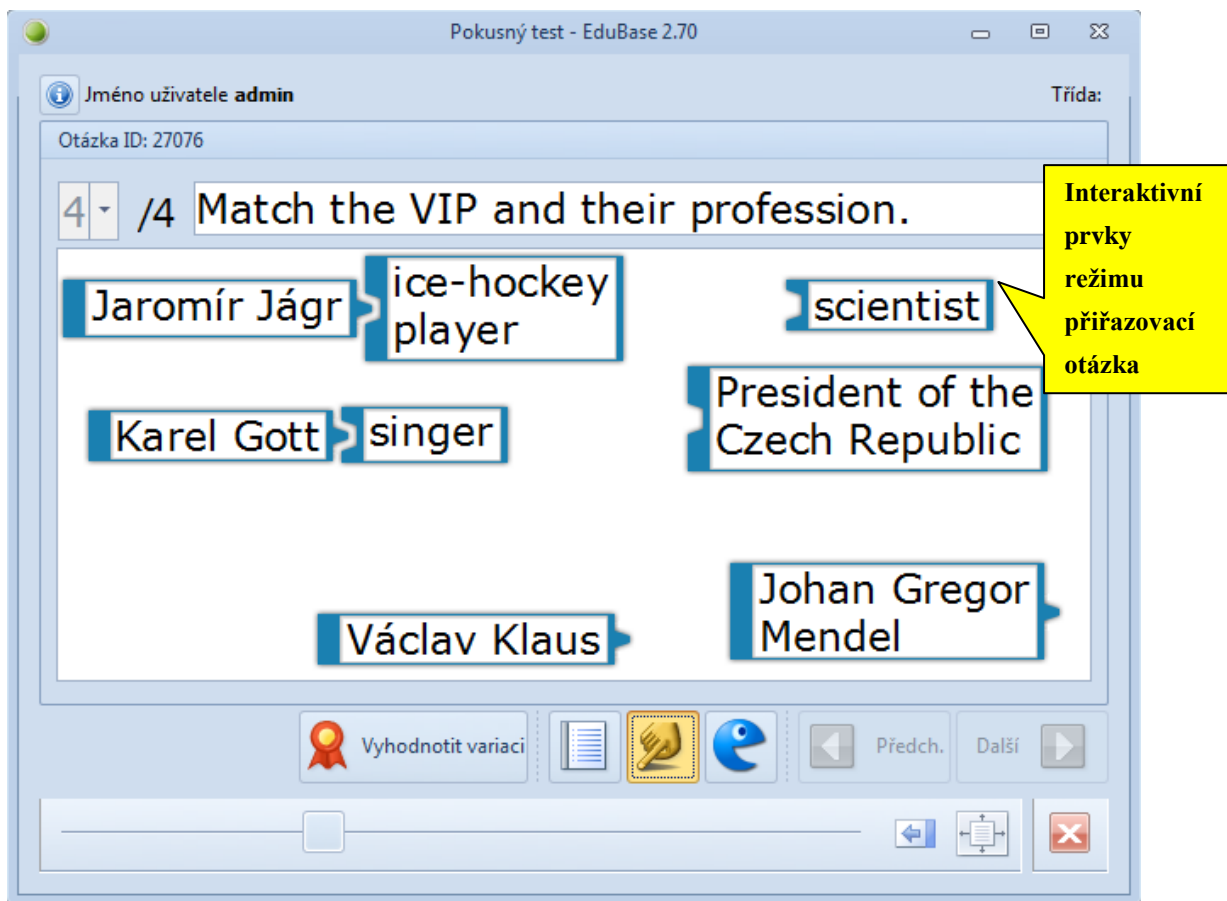 Pokusný test - EduBase 2.70
Jméno uživatele admin
Třída:
Otázka ID: 27076
4 /4 Match the VIP and their profession.
Interaktivní
prvky
režimu
přiřazovací
otázka
Jaromír Jágr
ice-hockey
player
scientist
Karel Gott
singer
President of the
Czech Republic
Václav Klaus
Johan Gregor
Mendel
Vyhodnotit variaci
Předch.
Další